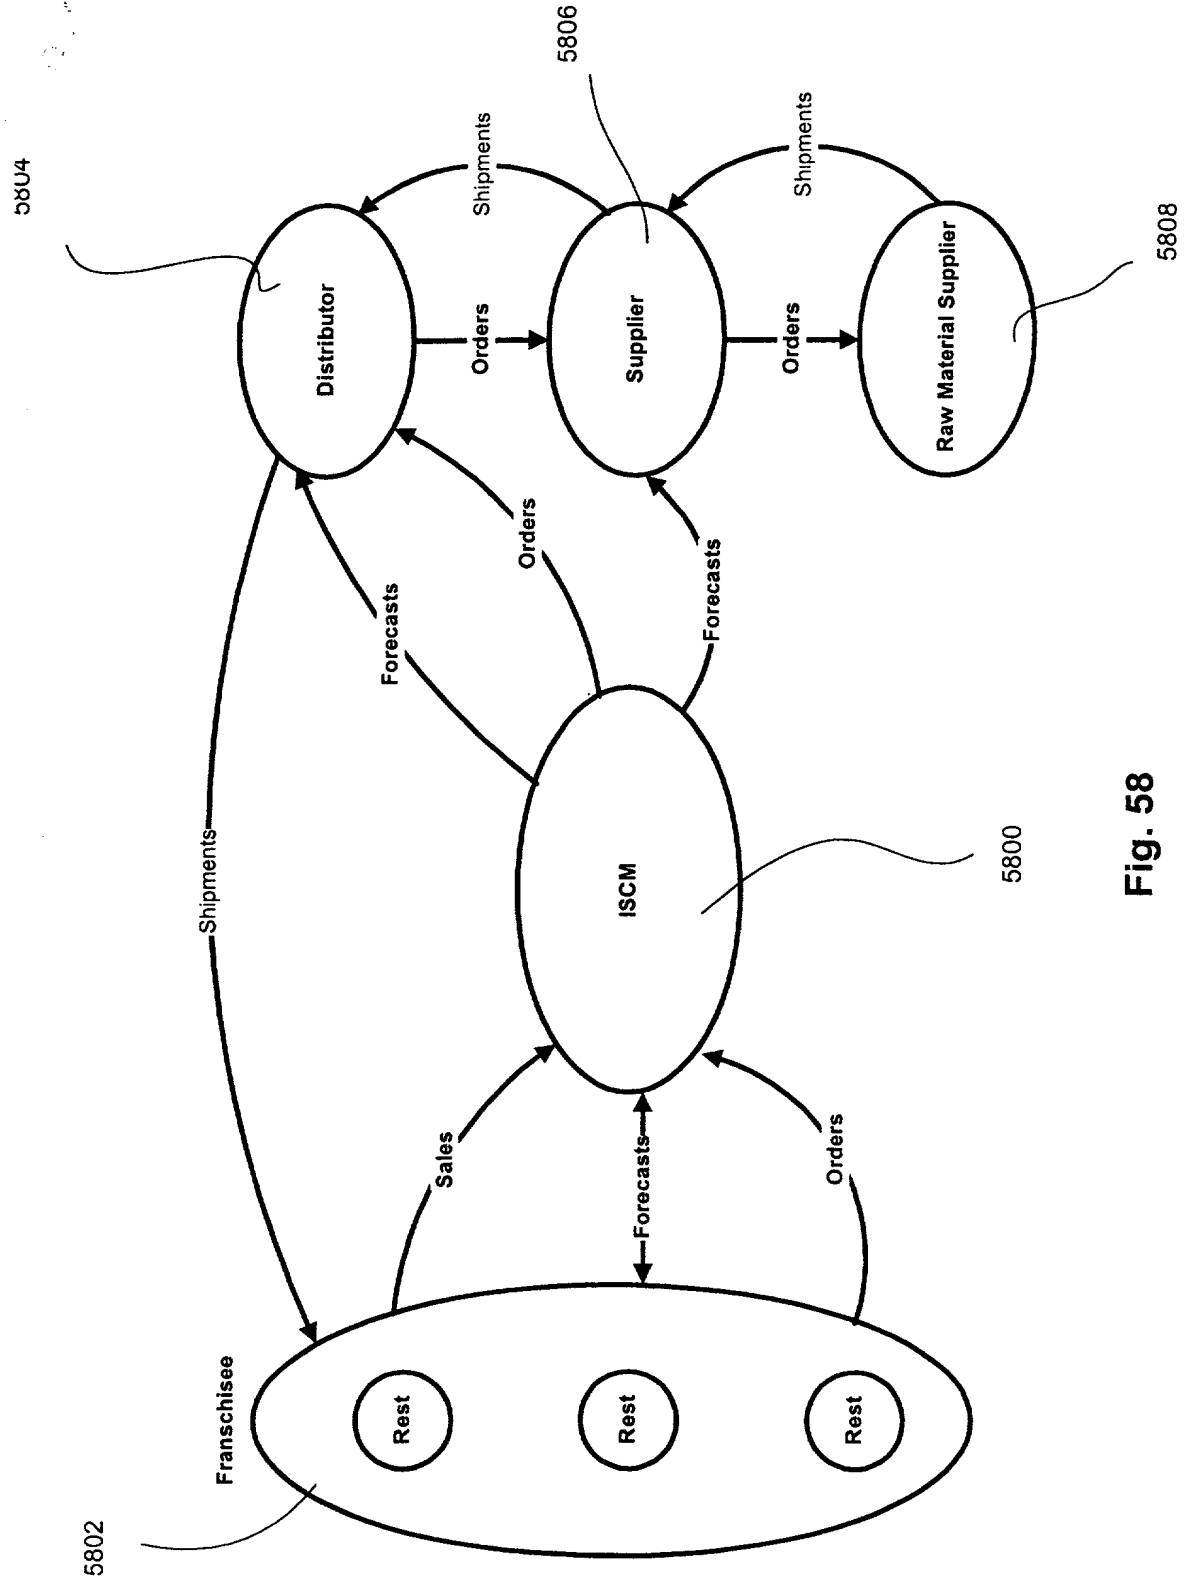 5804
5802
Shipments
Franschisee
Distributor
Forecasts
Rest
Sales
Orders
Shipments
Orders
5806
Rest
ISCM
Supplier
Forecasts
Forecasts
Orders
Shipments
Orders
Rest
Raw Material Supplier
5800
5808
Fig. 58